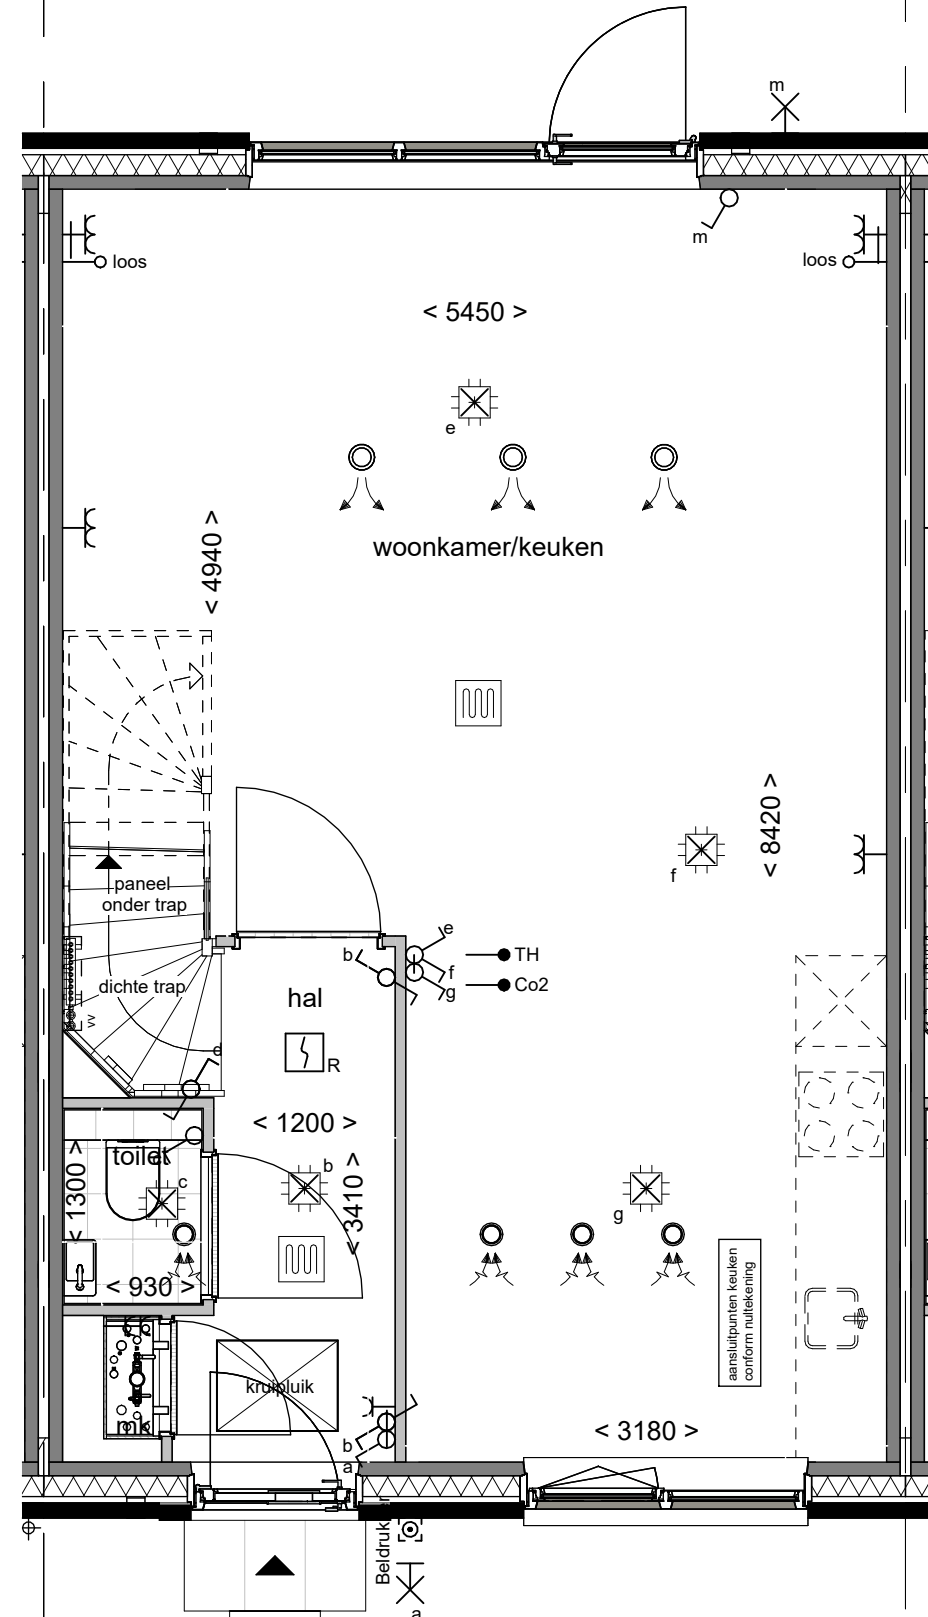 m
m
loos
loos
< 5450 >
e
< 4940 >
woonkamer/keuken
< 8420 >
f
paneel
onder trap
e
b
f
g
TH
Co2
dichte trap
hal
vv
d
R
< 1200 >
toilet
c
b
< 1300 >
< 3410 >
g
< 930 >
aansluitpunten keuken
conform nultekening
mk
kruipluik
< 3180 >
b
a
Beldrukker
a